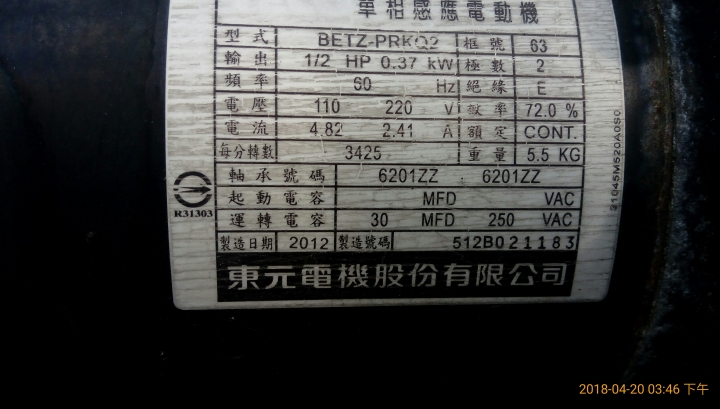 單相感應電動機
型式 BETZ-PRKQ2 框號 63
輸出 1/2 HP 0.37 kW 極數 2
頻率 60 Hz 絕緣 E
電壓 110 220 V 效率 72.0 %
電流 4.82 2.41 A 額定 CONT.
每分轉數 3425 重量 5.5 KG
軸承號碼 6201ZZ 6201ZZ
起動電容 MFD VAC
運轉電容 30 MFD 250 VAC
製造日期 2012 製造號碼 512B021183
東元電機股份有限公司
R31303
31045M520A0S0
2018-04-20 03:46 下午